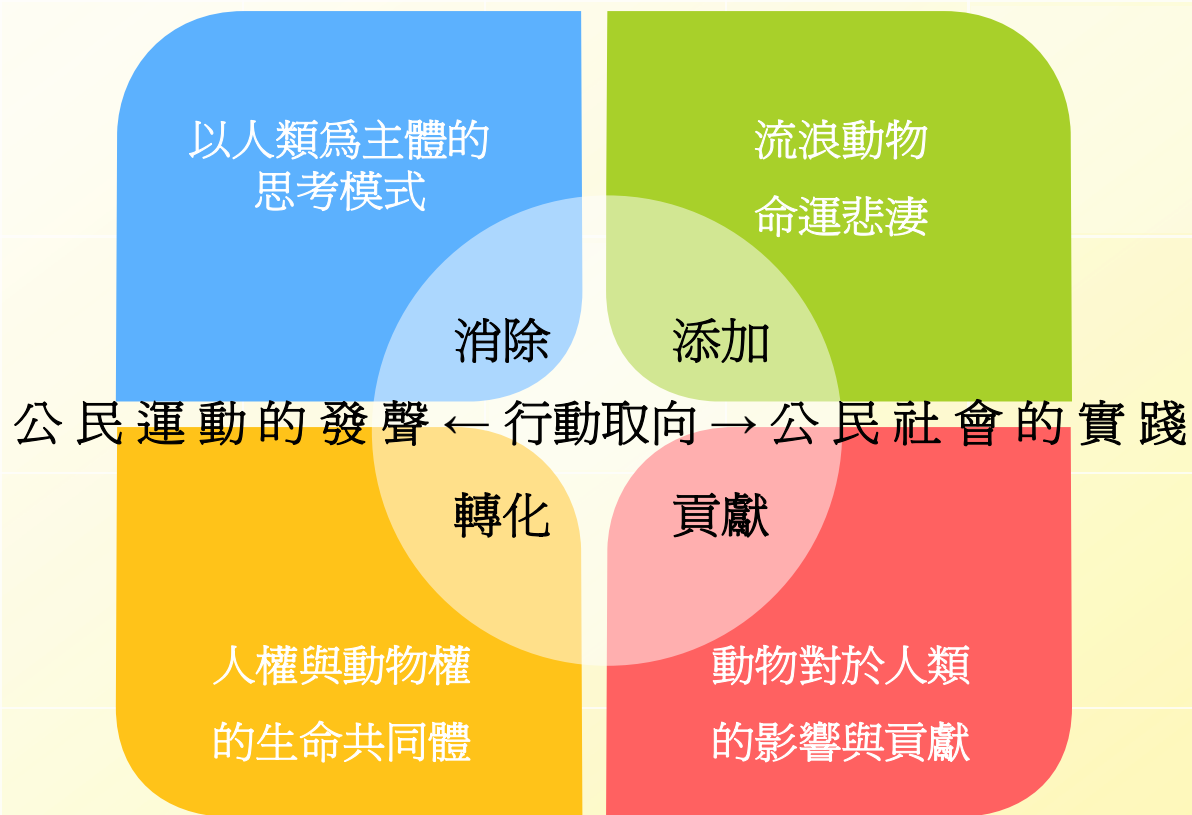 以人類爲主體的
思考模式
流浪動物
命運悲淒
消除
添加
公民運動的發聲←行動取向→公民社會的實踐
轉化
貢獻
人權與動物權
的生命共同體
動物對於人類
的影響與貢獻